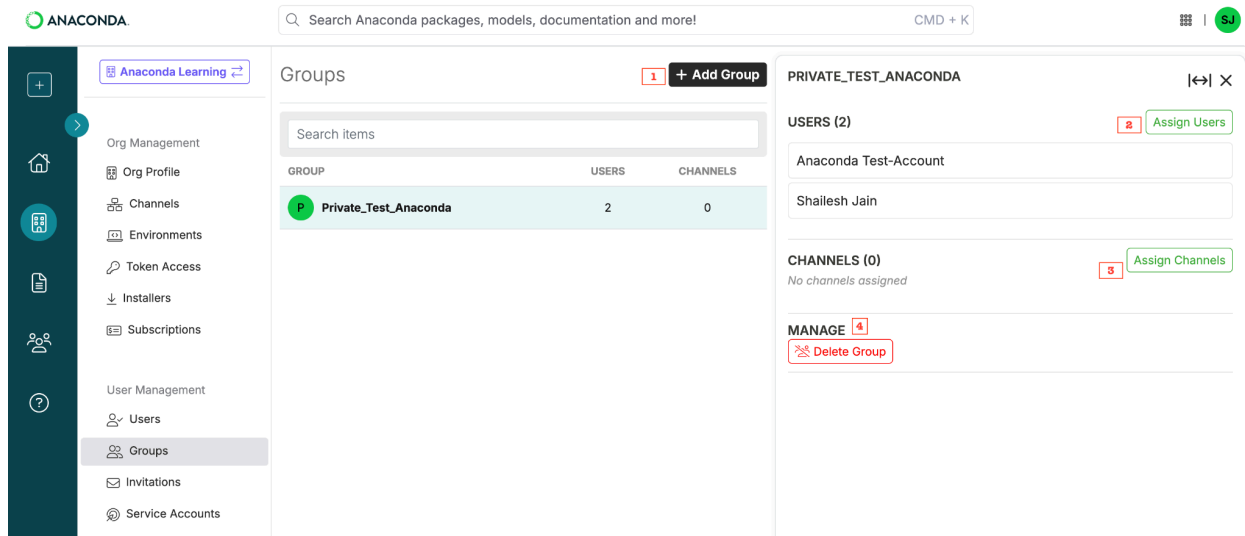 ANACONDA.
Search Anaconda packages, models, documentation and more!
CMD + K
SJ
Anaconda Learning
Org Management
Org Profile
Channels
Environments
Token Access
Installers
Subscriptions
User Management
Users
Groups
Invitations
Service Accounts
Groups
1
+ Add Group
Search items
GROUP USERS CHANNELS
P Private_Test_Anaconda 2 0
PRIVATE_TEST_ANACONDA
USERS (2)
2
Assign Users
Anaconda Test-Account
Shailesh Jain
CHANNELS (0)
3
Assign Channels
No channels assigned
MANAGE
4
Delete Group